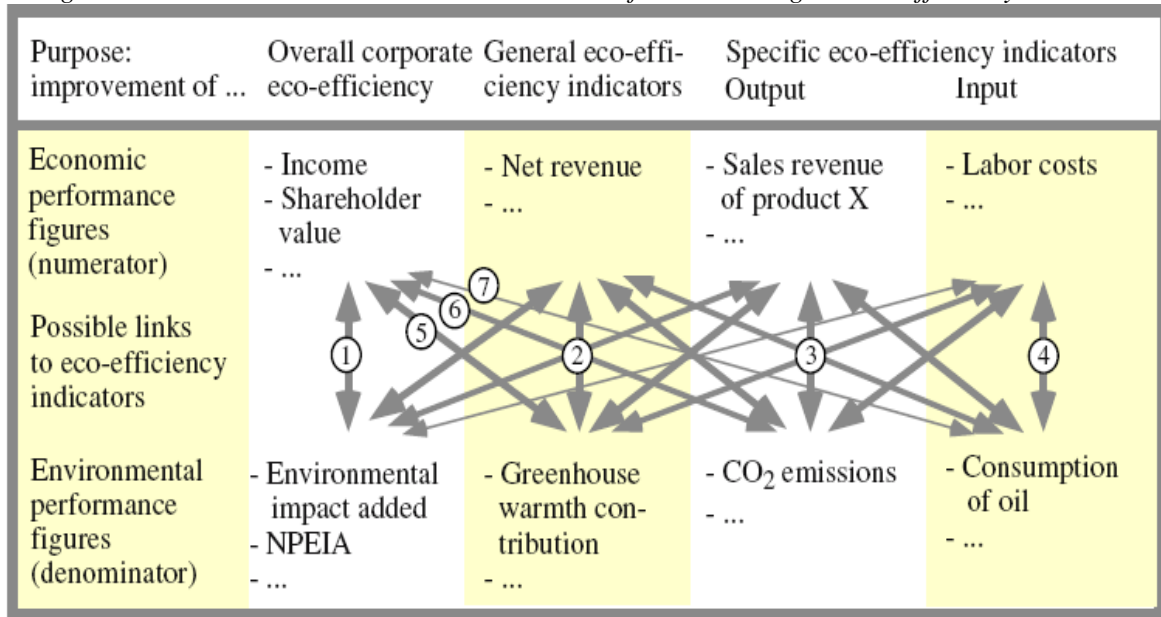 Purpose:
improvement of ...
Overall corporate
eco-efficiency
General eco-effi-
ciency indicators
Specific eco-efficiency indicators
Output
Input
Economic
performance
figures
(numerator)
- Income
- Shareholder
value
- ...
- Net revenue
- ...
- Sales revenue
of product X
- ...
- Labor costs
- ...
Possible links
to eco-efficiency
indicators
1
5
6
7
2
3
4
Environmental
performance
figures
(denominator)
- Environmental
impact added
- NPEIA
- ...
- Greenhouse
warmth con-
tribution
- ...
- CO2 emissions
- ...
- Consumption
of oil
- ...